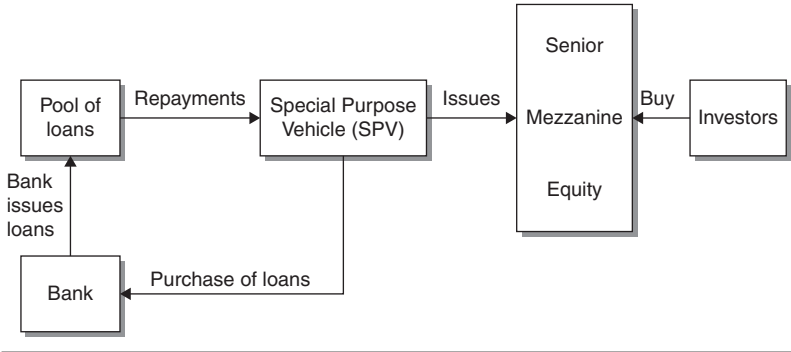 Senior
Pool of
loans
Repayments
Special Purpose
Vehicle (SPV)
Issues
Mezzanine
Buy
Investors
Equity
Bank
issues
loans
Bank
Purchase of loans